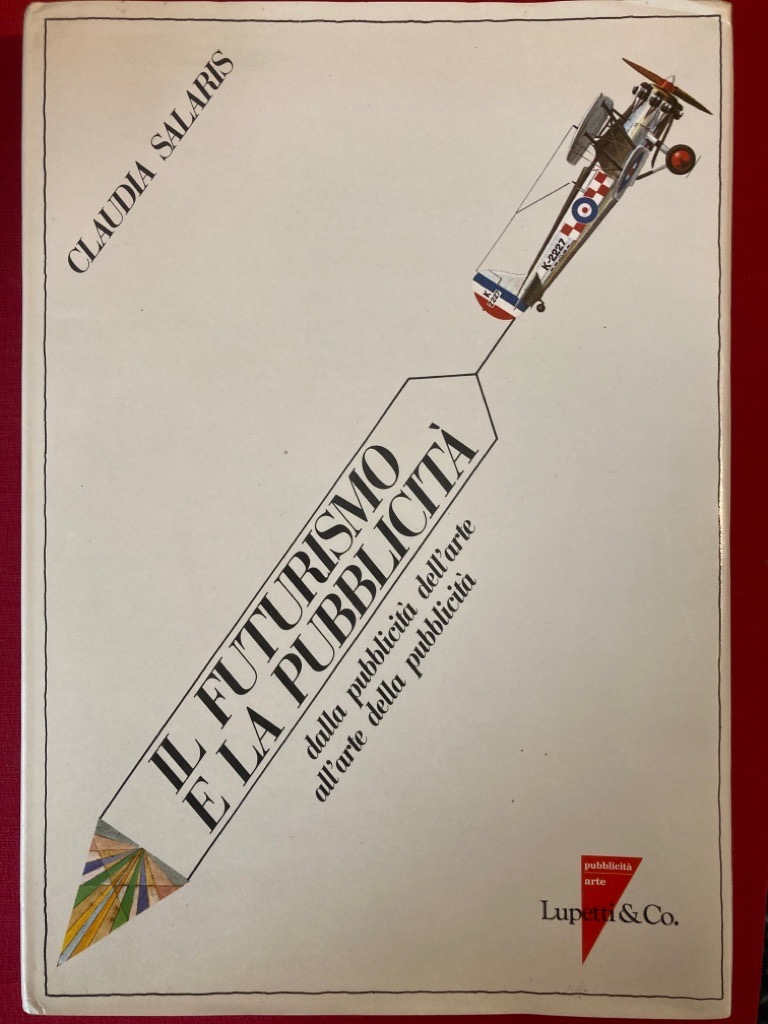 CLAUDIA SALARIS
K-2227
K
2227
IL FUTURISMO
E LA PUBBLICITÀ
dalla pubblicità dell'arte
all'arte della pubblicità
pubblicità
arte
Lupetti & Co.